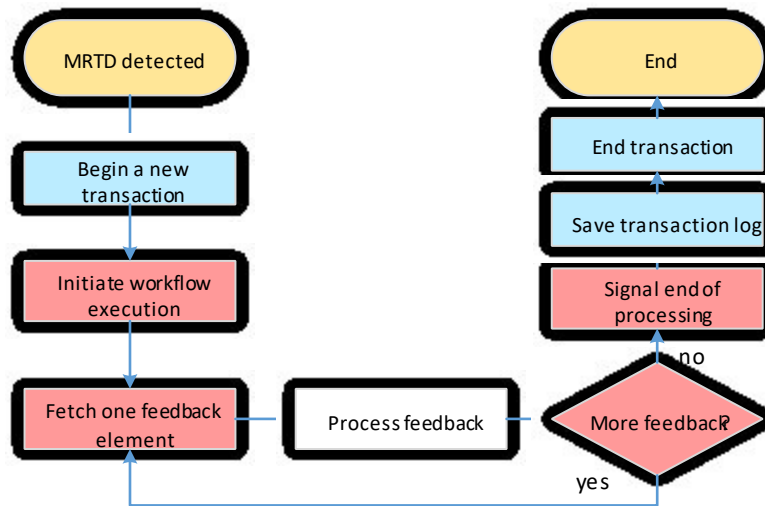 MRTD detected
Begin a new
transaction
Initiate workflow
execution
Fetch one feedback
element
Process feedback
More feedback?
yes
no
Signal end of
processing
Save transaction log
End transaction
End